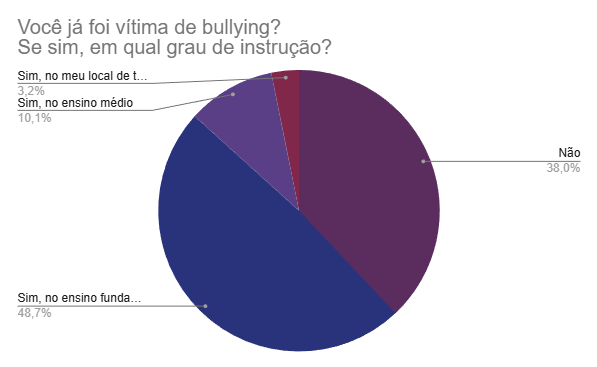 Você já foi vítima de bullying?
Se sim, em qual grau de instrução?
Sim, no meu local de t…
3,2%
Sim, no ensino médio
10,1%
Não
38,0%
Sim, no ensino funda…
48,7%